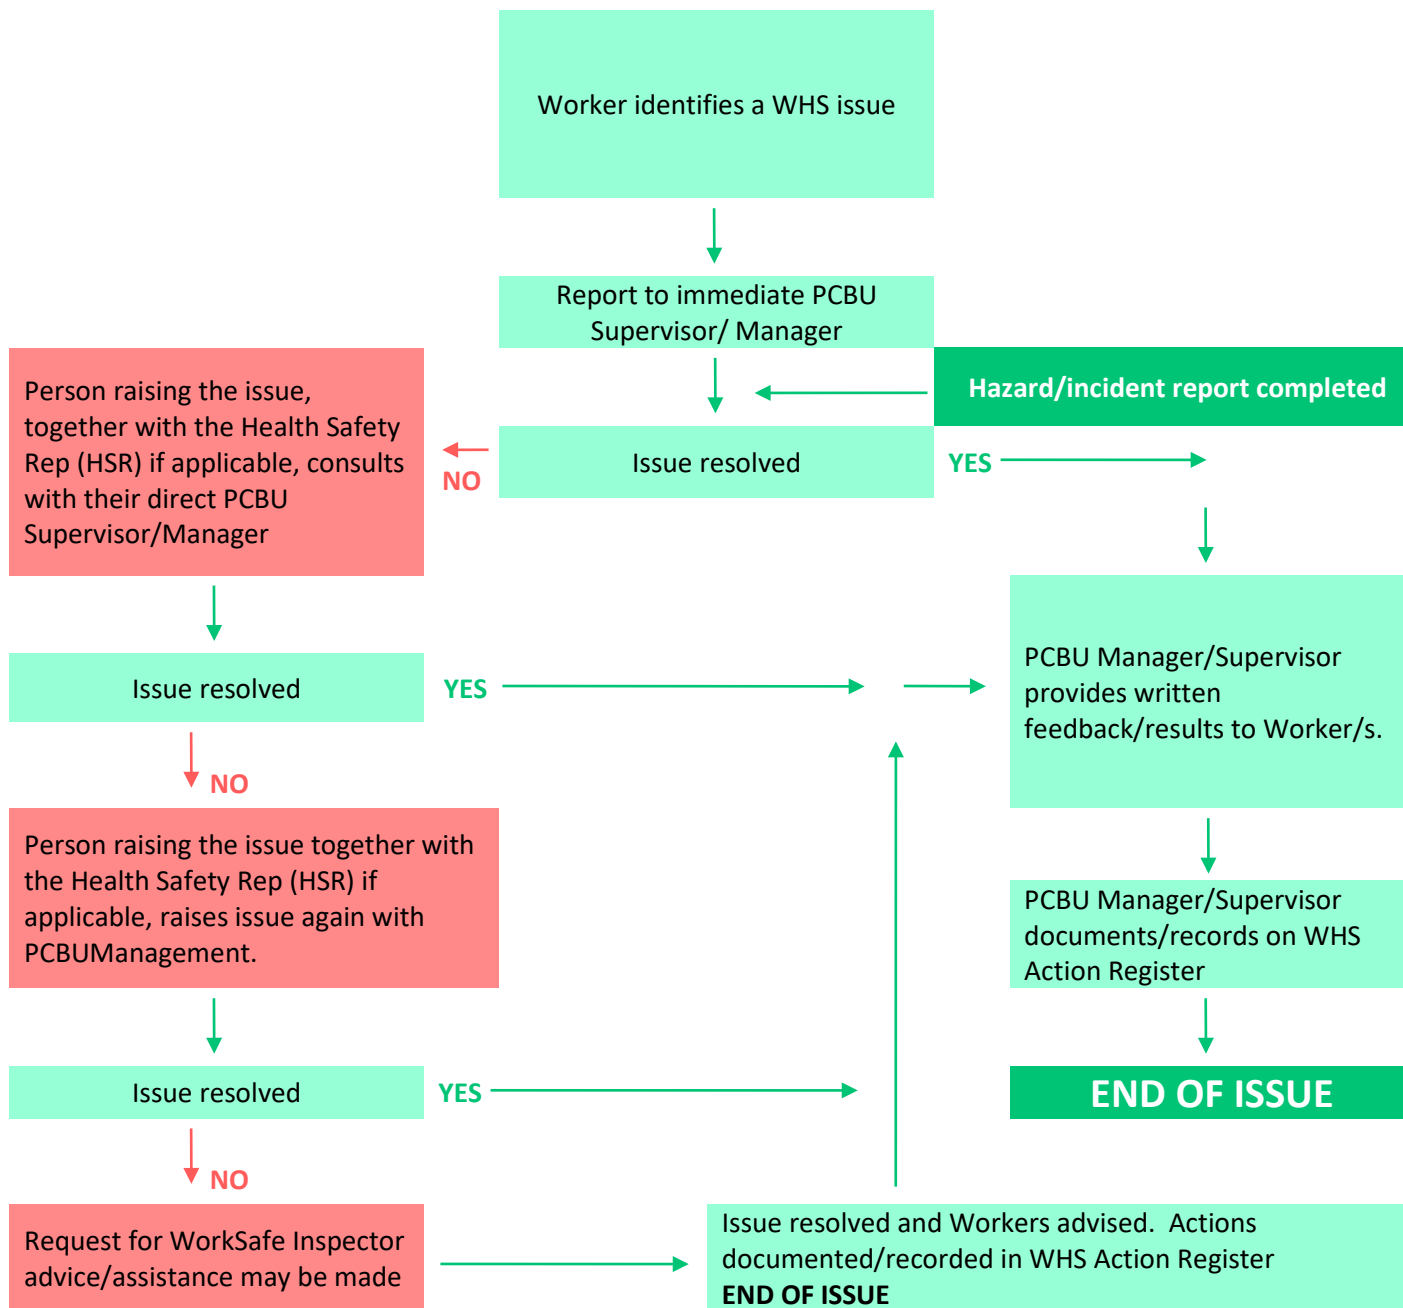 Worker identifies a WHS issue
Report to immediate PCBU
Supervisor/ Manager
Hazard/incident report completed
Person raising the issue,
together with the Health Safety
Rep (HSR) if applicable, consults
with their direct PCBU
Supervisor/Manager
NO
Issue resolved
YES
Issue resolved
YES
PCBU Manager/Supervisor
provides written
feedback/results to Worker/s.
NO
Person raising the issue together with
the Health Safety Rep (HSR) if
applicable, raises issue again with
PCBUManagement.
PCBU Manager/Supervisor
documents/records on WHS
Action Register
Issue resolved
YES
END OF ISSUE
NO
Request for WorkSafe Inspector
advice/assistance may be made
Issue resolved and Workers advised.  Actions
documented/recorded in WHS Action Register
END OF ISSUE